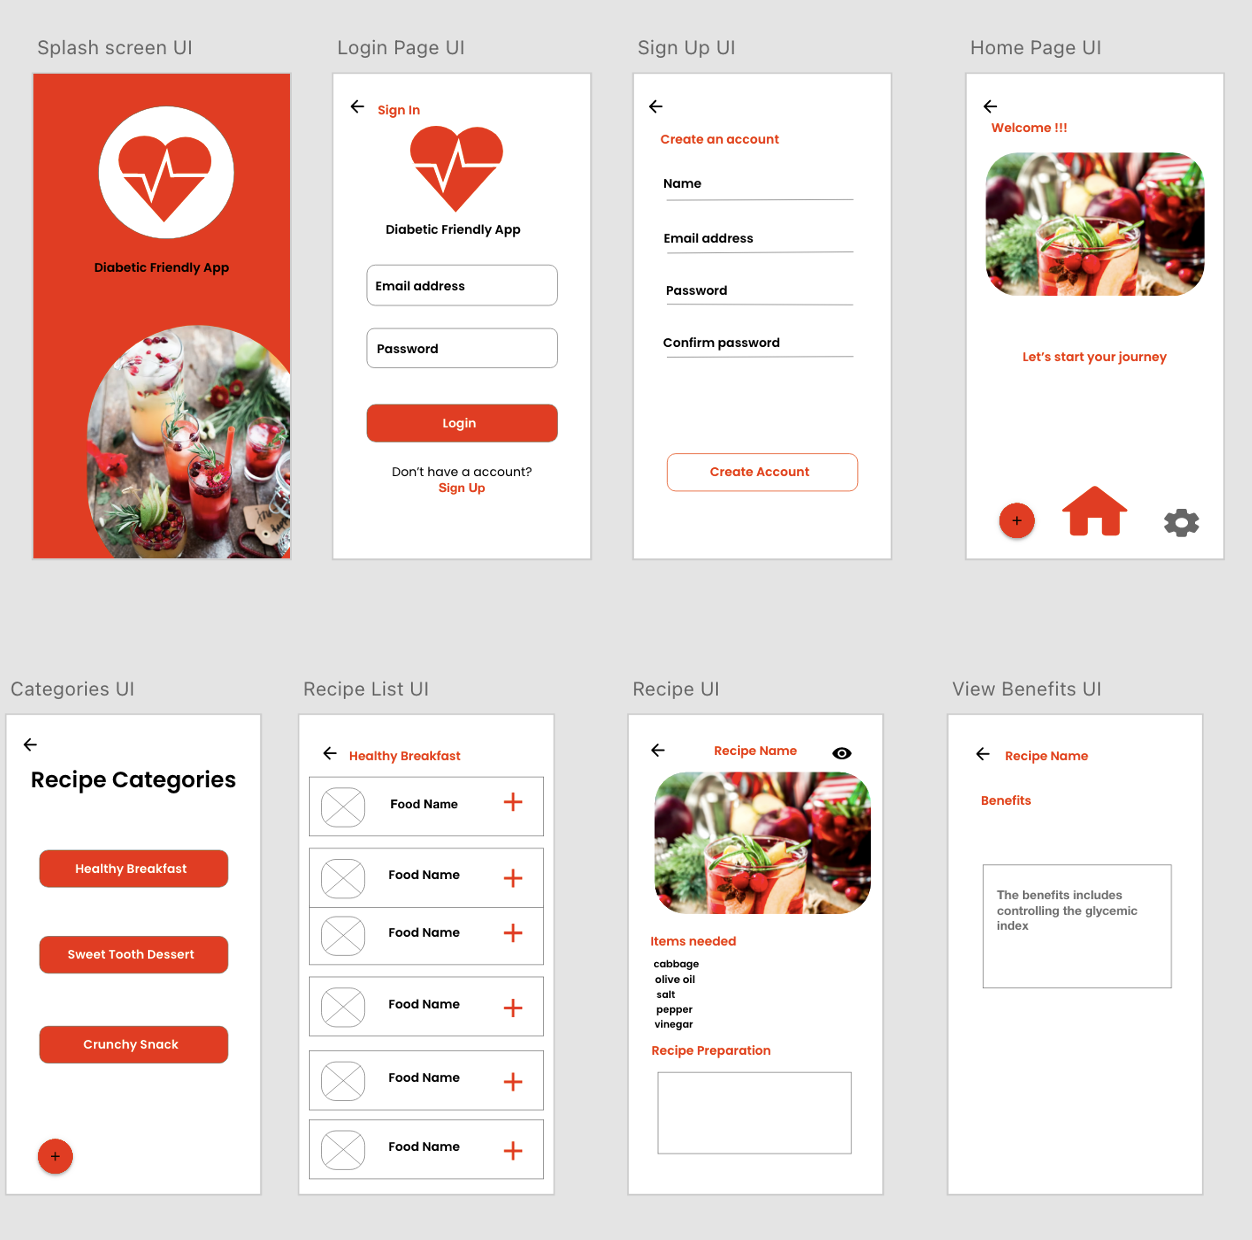 Splash screen UI
Diabetic Friendly App
Login Page UI
Sign In
Diabetic Friendly App
Email address
Password
Login
Don't have a account?
Sign Up
Sign Up UI
Create an account
Name
Email address
Password
Confirm password
Create Account
Home Page UI
Welcome !!!
Let's start your journey
+
Categories UI
Recipe Categories
Healthy Breakfast
Sweet Tooth Dessert
Crunchy Snack
+
Recipe List UI
Healthy Breakfast
Food Name
Food Name
Food Name
Food Name
Food Name
Food Name
Recipe UI
Recipe Name
Items needed
cabbage
olive oil
salt
pepper
vinegar
Recipe Preparation
View Benefits UI
Recipe Name
Benefits
The benefits includes
controlling the glycemic
index